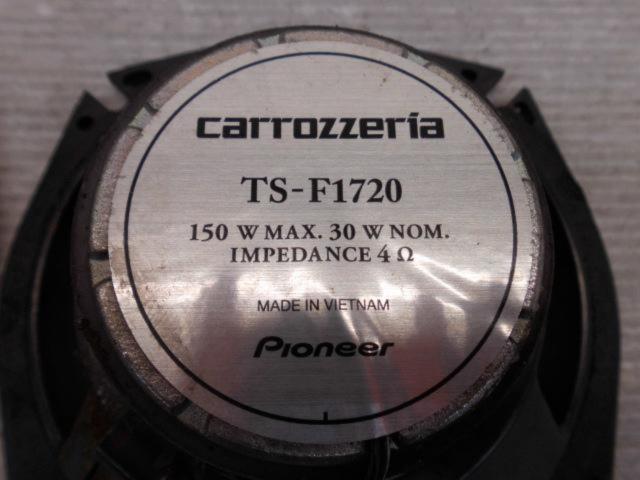 carrozzeria
TS-F1720
150 W MAX. 30 W NOM.
IMPEDANCE 4 Ω
MADE IN VIETNAM
Pioneer